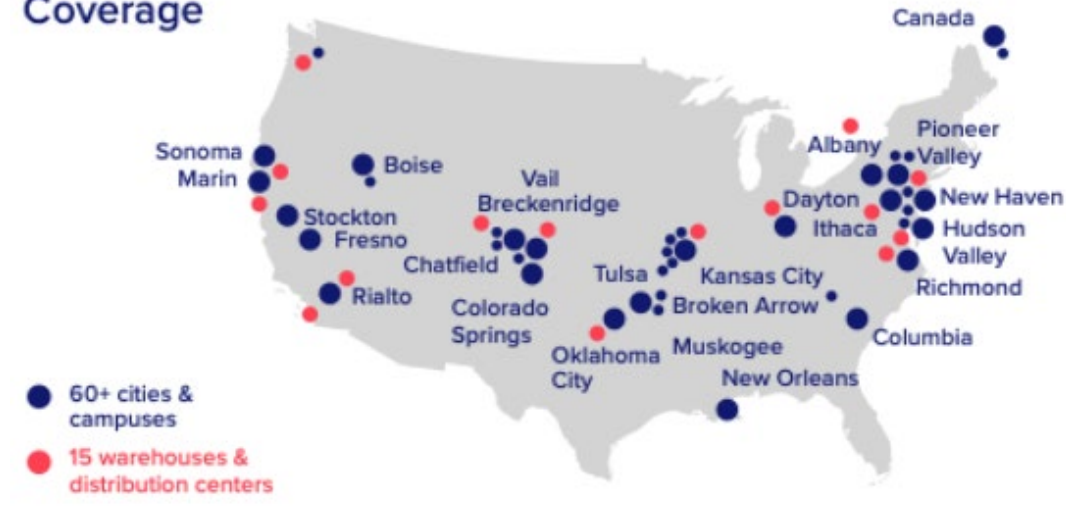 Coverage
Canada
Pioneer
Valley
Albany
Sonoma
Marin
Boise
Vail
Breckenridge
Dayton
New Haven
Stockton
Fresno
Ithaca
Hudson
Valley
Chatfield
Tulsa
Kansas City
Rialto
Richmond
Colorado
Springs
Broken Arrow
Columbia
Oklahoma
City
Muskogee
New Orleans
60+ cities &
campuses
15 warehouses &
distribution centers